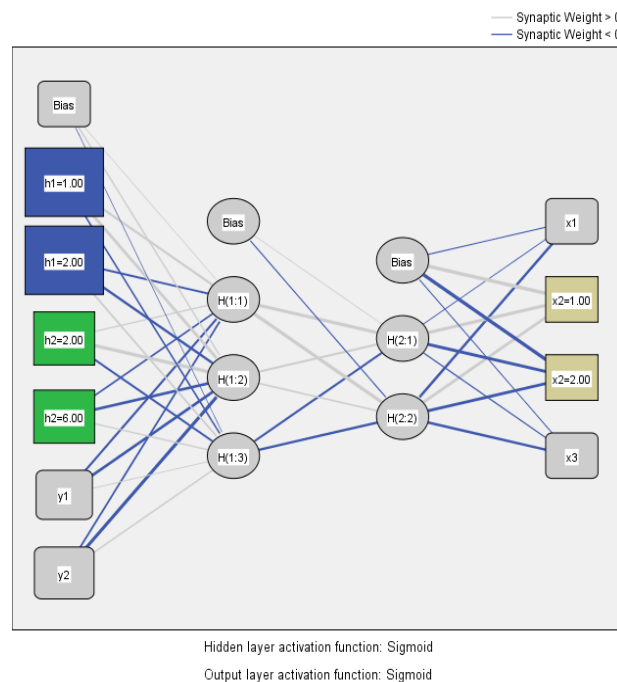 Synaptic Weight > 0
Synaptic Weight < 0
Bias
h1=1.00
h1=2.00
h2=2.00
h2=6.00
y1
y2
Bias
H(1:1)
H(1:2)
H(1:3)
Bias
H(2:1)
H(2:2)
x1
x2=1.00
x2=2.00
x3
Hidden layer activation function: Sigmoid
Output layer activation function: Sigmoid